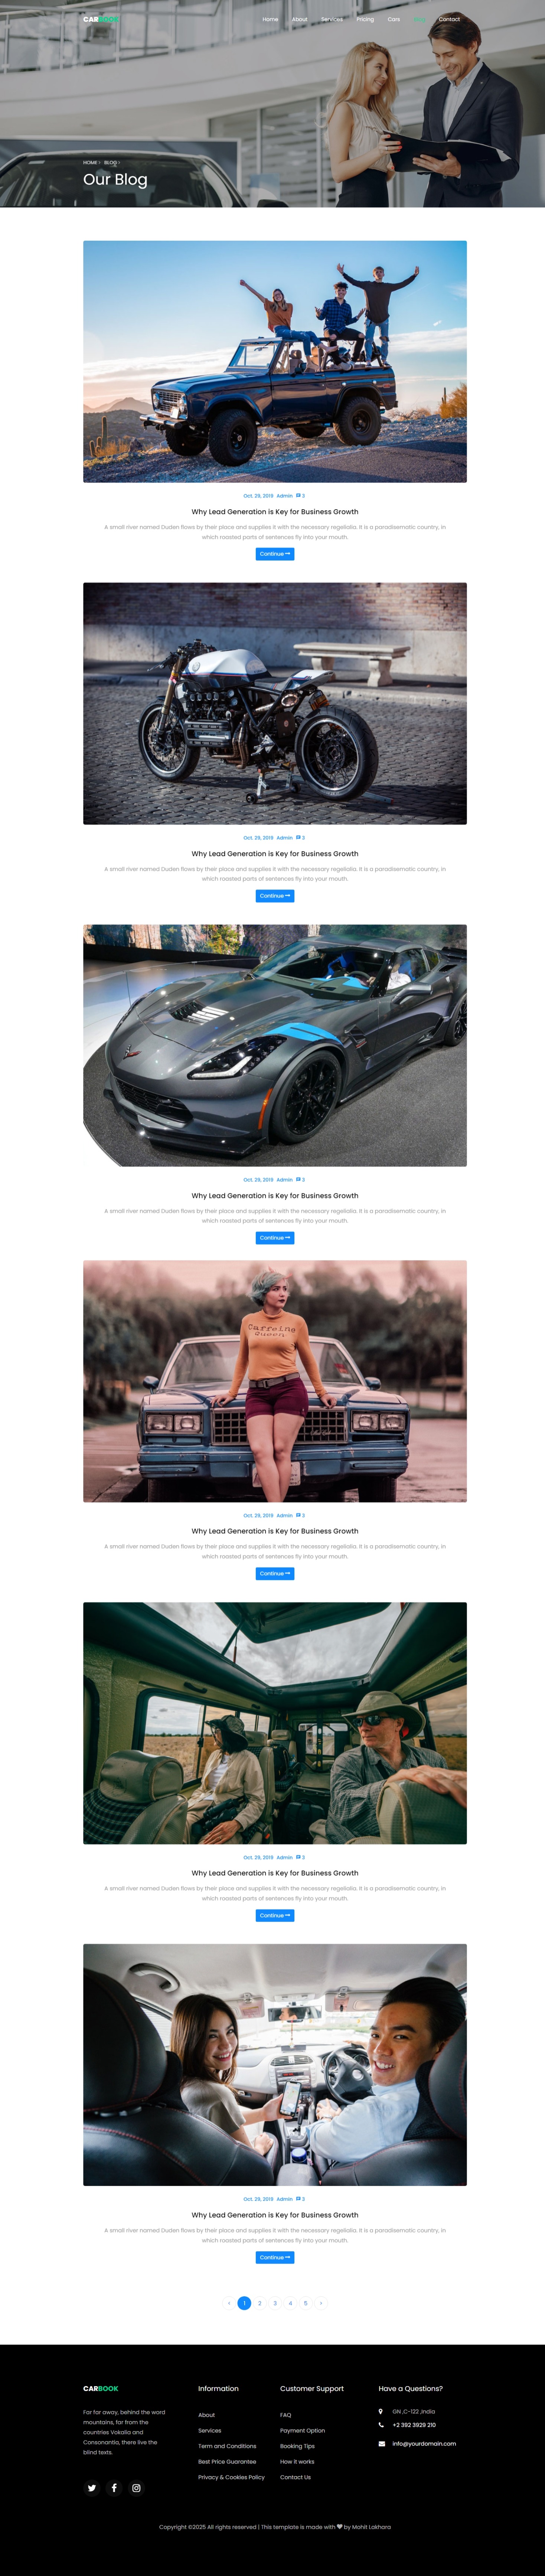 CARBOOK
Home About Services Pricing Cars Blog Contact
HOME › BLOG ›
Our Blog
Oct. 29, 2019 Admin 3
Why Lead Generation is Key for Business Growth
A small river named Duden flows by their place and supplies it with the necessary regelialia. It is a paradisematic country, in
which roasted parts of sentences fly into your mouth.
Continue
Oct. 29, 2019 Admin 3
Why Lead Generation is Key for Business Growth
A small river named Duden flows by their place and supplies it with the necessary regelialia. It is a paradisematic country, in
which roasted parts of sentences fly into your mouth.
Continue
Oct. 29, 2019 Admin 3
Why Lead Generation is Key for Business Growth
A small river named Duden flows by their place and supplies it with the necessary regelialia. It is a paradisematic country, in
which roasted parts of sentences fly into your mouth.
Continue
Carreing
Queen
Oct. 29, 2019 Admin 3
Why Lead Generation is Key for Business Growth
A small river named Duden flows by their place and supplies it with the necessary regelialia. It is a paradisematic country, in
which roasted parts of sentences fly into your mouth.
Continue
Oct. 29, 2019 Admin 3
Why Lead Generation is Key for Business Growth
A small river named Duden flows by their place and supplies it with the necessary regelialia. It is a paradisematic country, in
which roasted parts of sentences fly into your mouth.
Continue
Oct. 29, 2019 Admin 3
Why Lead Generation is Key for Business Growth
A small river named Duden flows by their place and supplies it with the necessary regelialia. It is a paradisematic country, in
which roasted parts of sentences fly into your mouth.
Continue
‹ 1 2 3 4 5 ›
CARBOOK
Far far away, behind the word
mountains, far from the
countries Vokalia and
Consonantia, there live the
blind texts.
Information
About
Services
Term and Conditions
Best Price Guarantee
Privacy & Cookies Policy
Customer Support
FAQ
Payment Option
Booking Tips
How it works
Contact Us
Have a Questions?
GN ,C-122 ,India
+2 392 3929 210
info@yourdomain.com
Copyright ©2025 All rights reserved | This template is made with ♥ by Mohit Lakhara